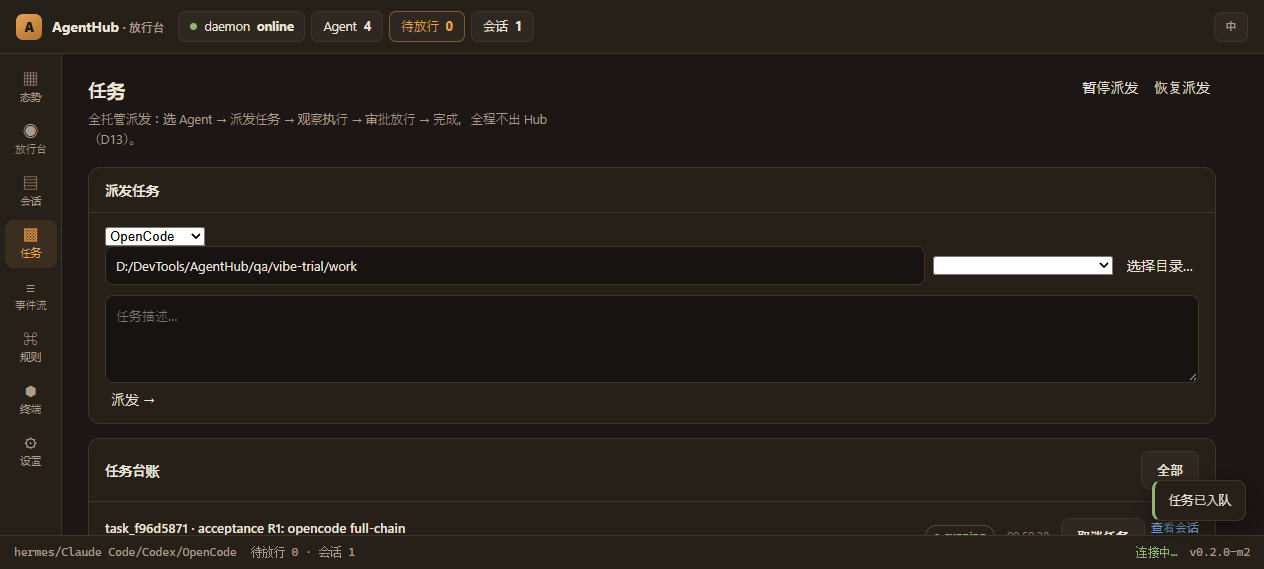 A AgentHub · 放行台 daemon online Agent 4 待放行 0 会话 1 中
态势
放行台
会话
任务
事件流
规则
终端
设置
任务
暂停派发 恢复派发
全托管派发：选 Agent → 派发任务 → 观察执行 → 审批放行 → 完成，全程不出 Hub
（D13）。
派发任务
OpenCode
D:/DevTools/AgentHub/qa/vibe-trial/work 选择目录...
任务描述...
派发 →
任务台账 全部
任务已入队
task_f96d5871 · acceptance R1: opencode full-chain
取消任务 查看会话
hermes/Claude Code/Codex/OpenCode 待放行 0 · 会话 1 连接中… v0.2.0-m2